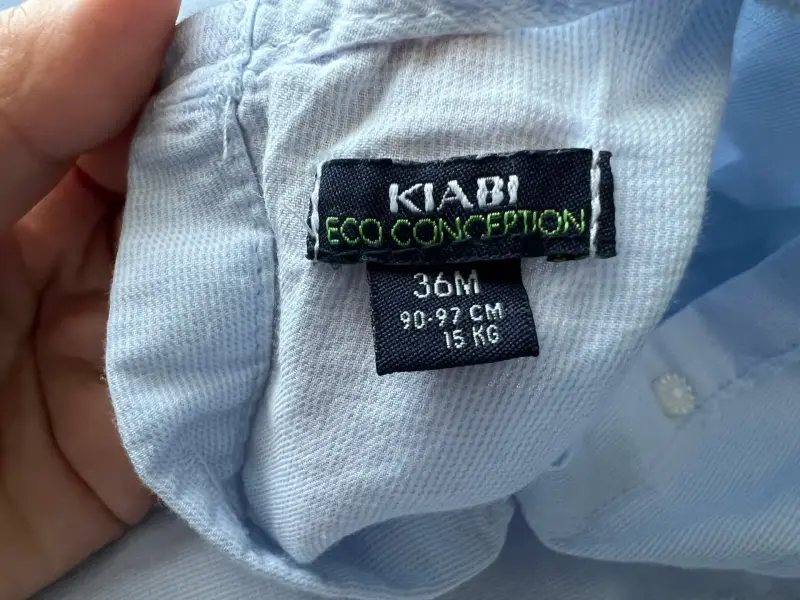 KIABI
ECO CONCEPTION
36M
90-97 CM
15 KG